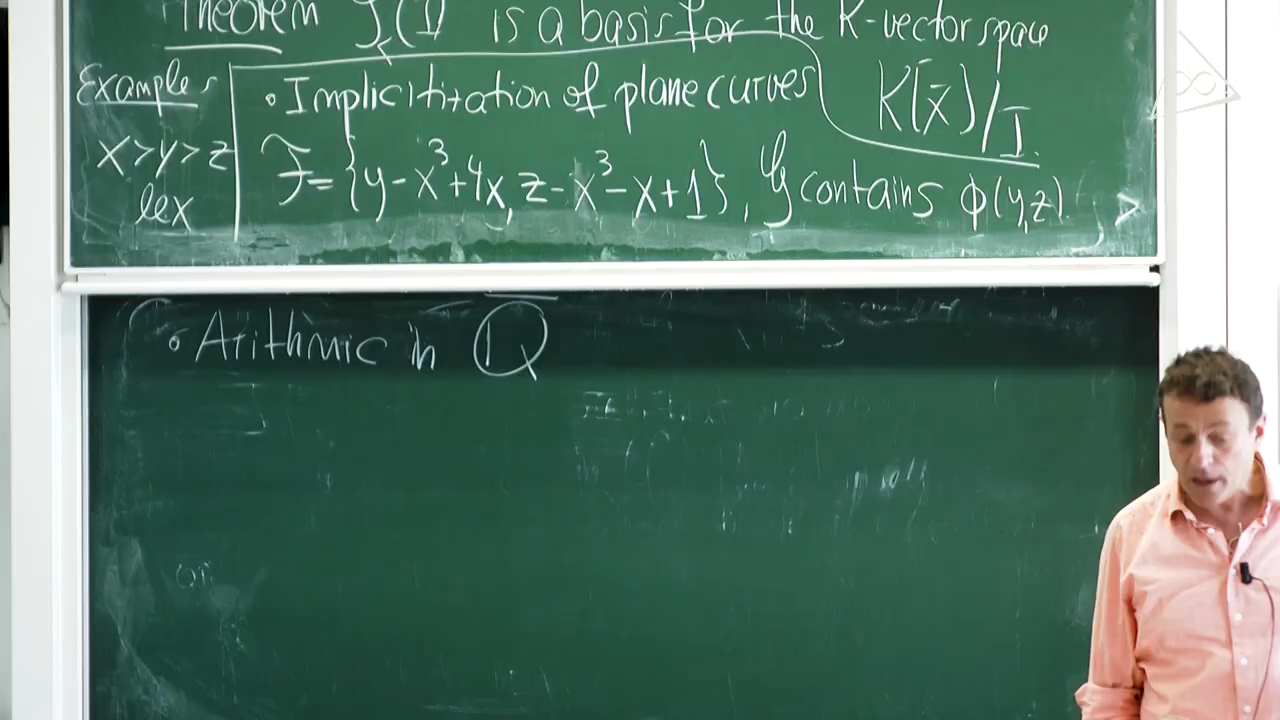 Theorem S<(I) is a basis for the K-vector space
K[x̄]/I
Examples
x>y>z
lex
• Implicitization of plane curves
F={y-x³+4x, z-x³-x+1}, G contains φ(y,z).
• Arithmic in Q